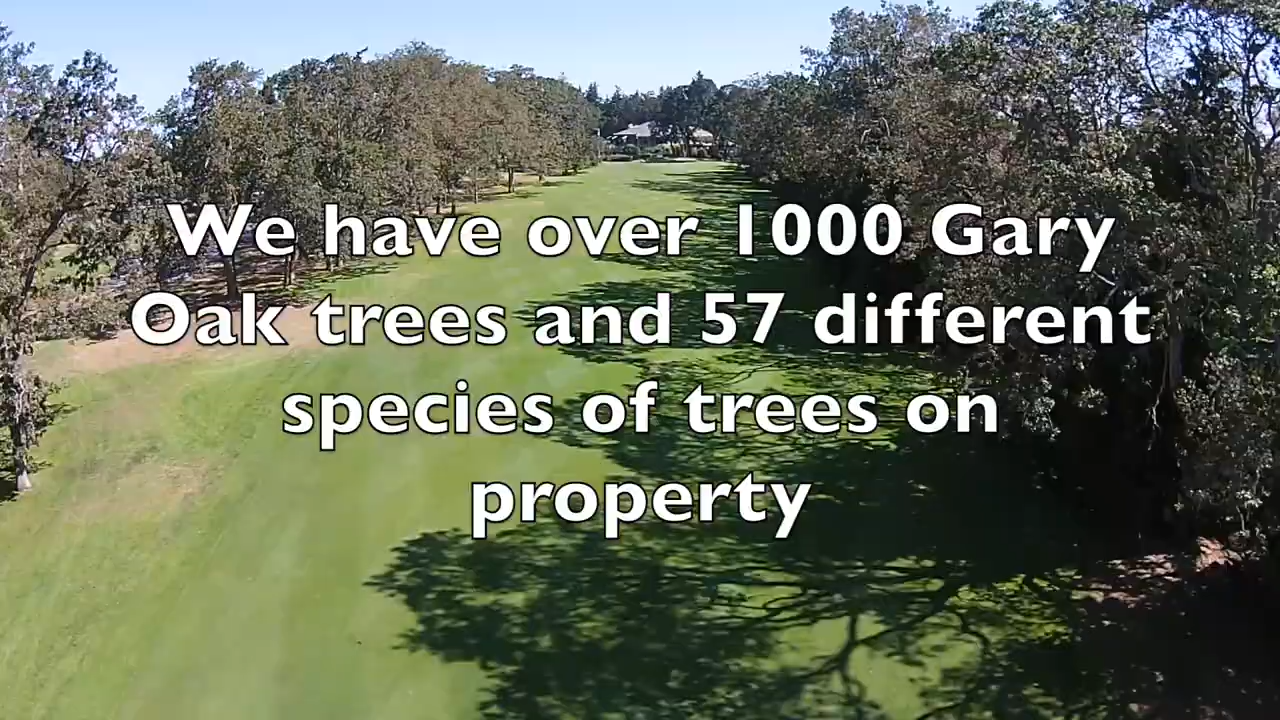 We have over 1000 Gary
Oak trees and 57 different
species of trees on
property